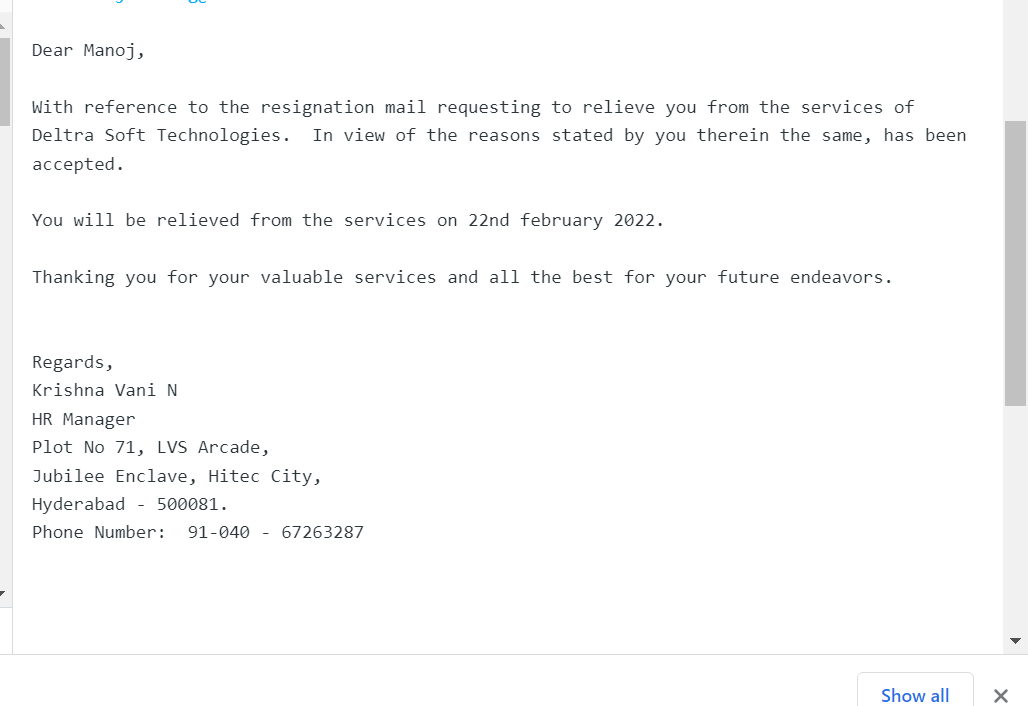 Dear Manoj,
With reference to the resignation mail requesting to relieve you from the services of
Deltra Soft Technologies.  In view of the reasons stated by you therein the same, has been
accepted.
You will be relieved from the services on 22nd february 2022.
Thanking you for your valuable services and all the best for your future endeavors.
Regards,
Krishna Vani N
HR Manager
Plot No 71, LVS Arcade,
Jubilee Enclave, Hitec City,
Hyderabad - 500081.
Phone Number:  91-040 - 67263287
Show all